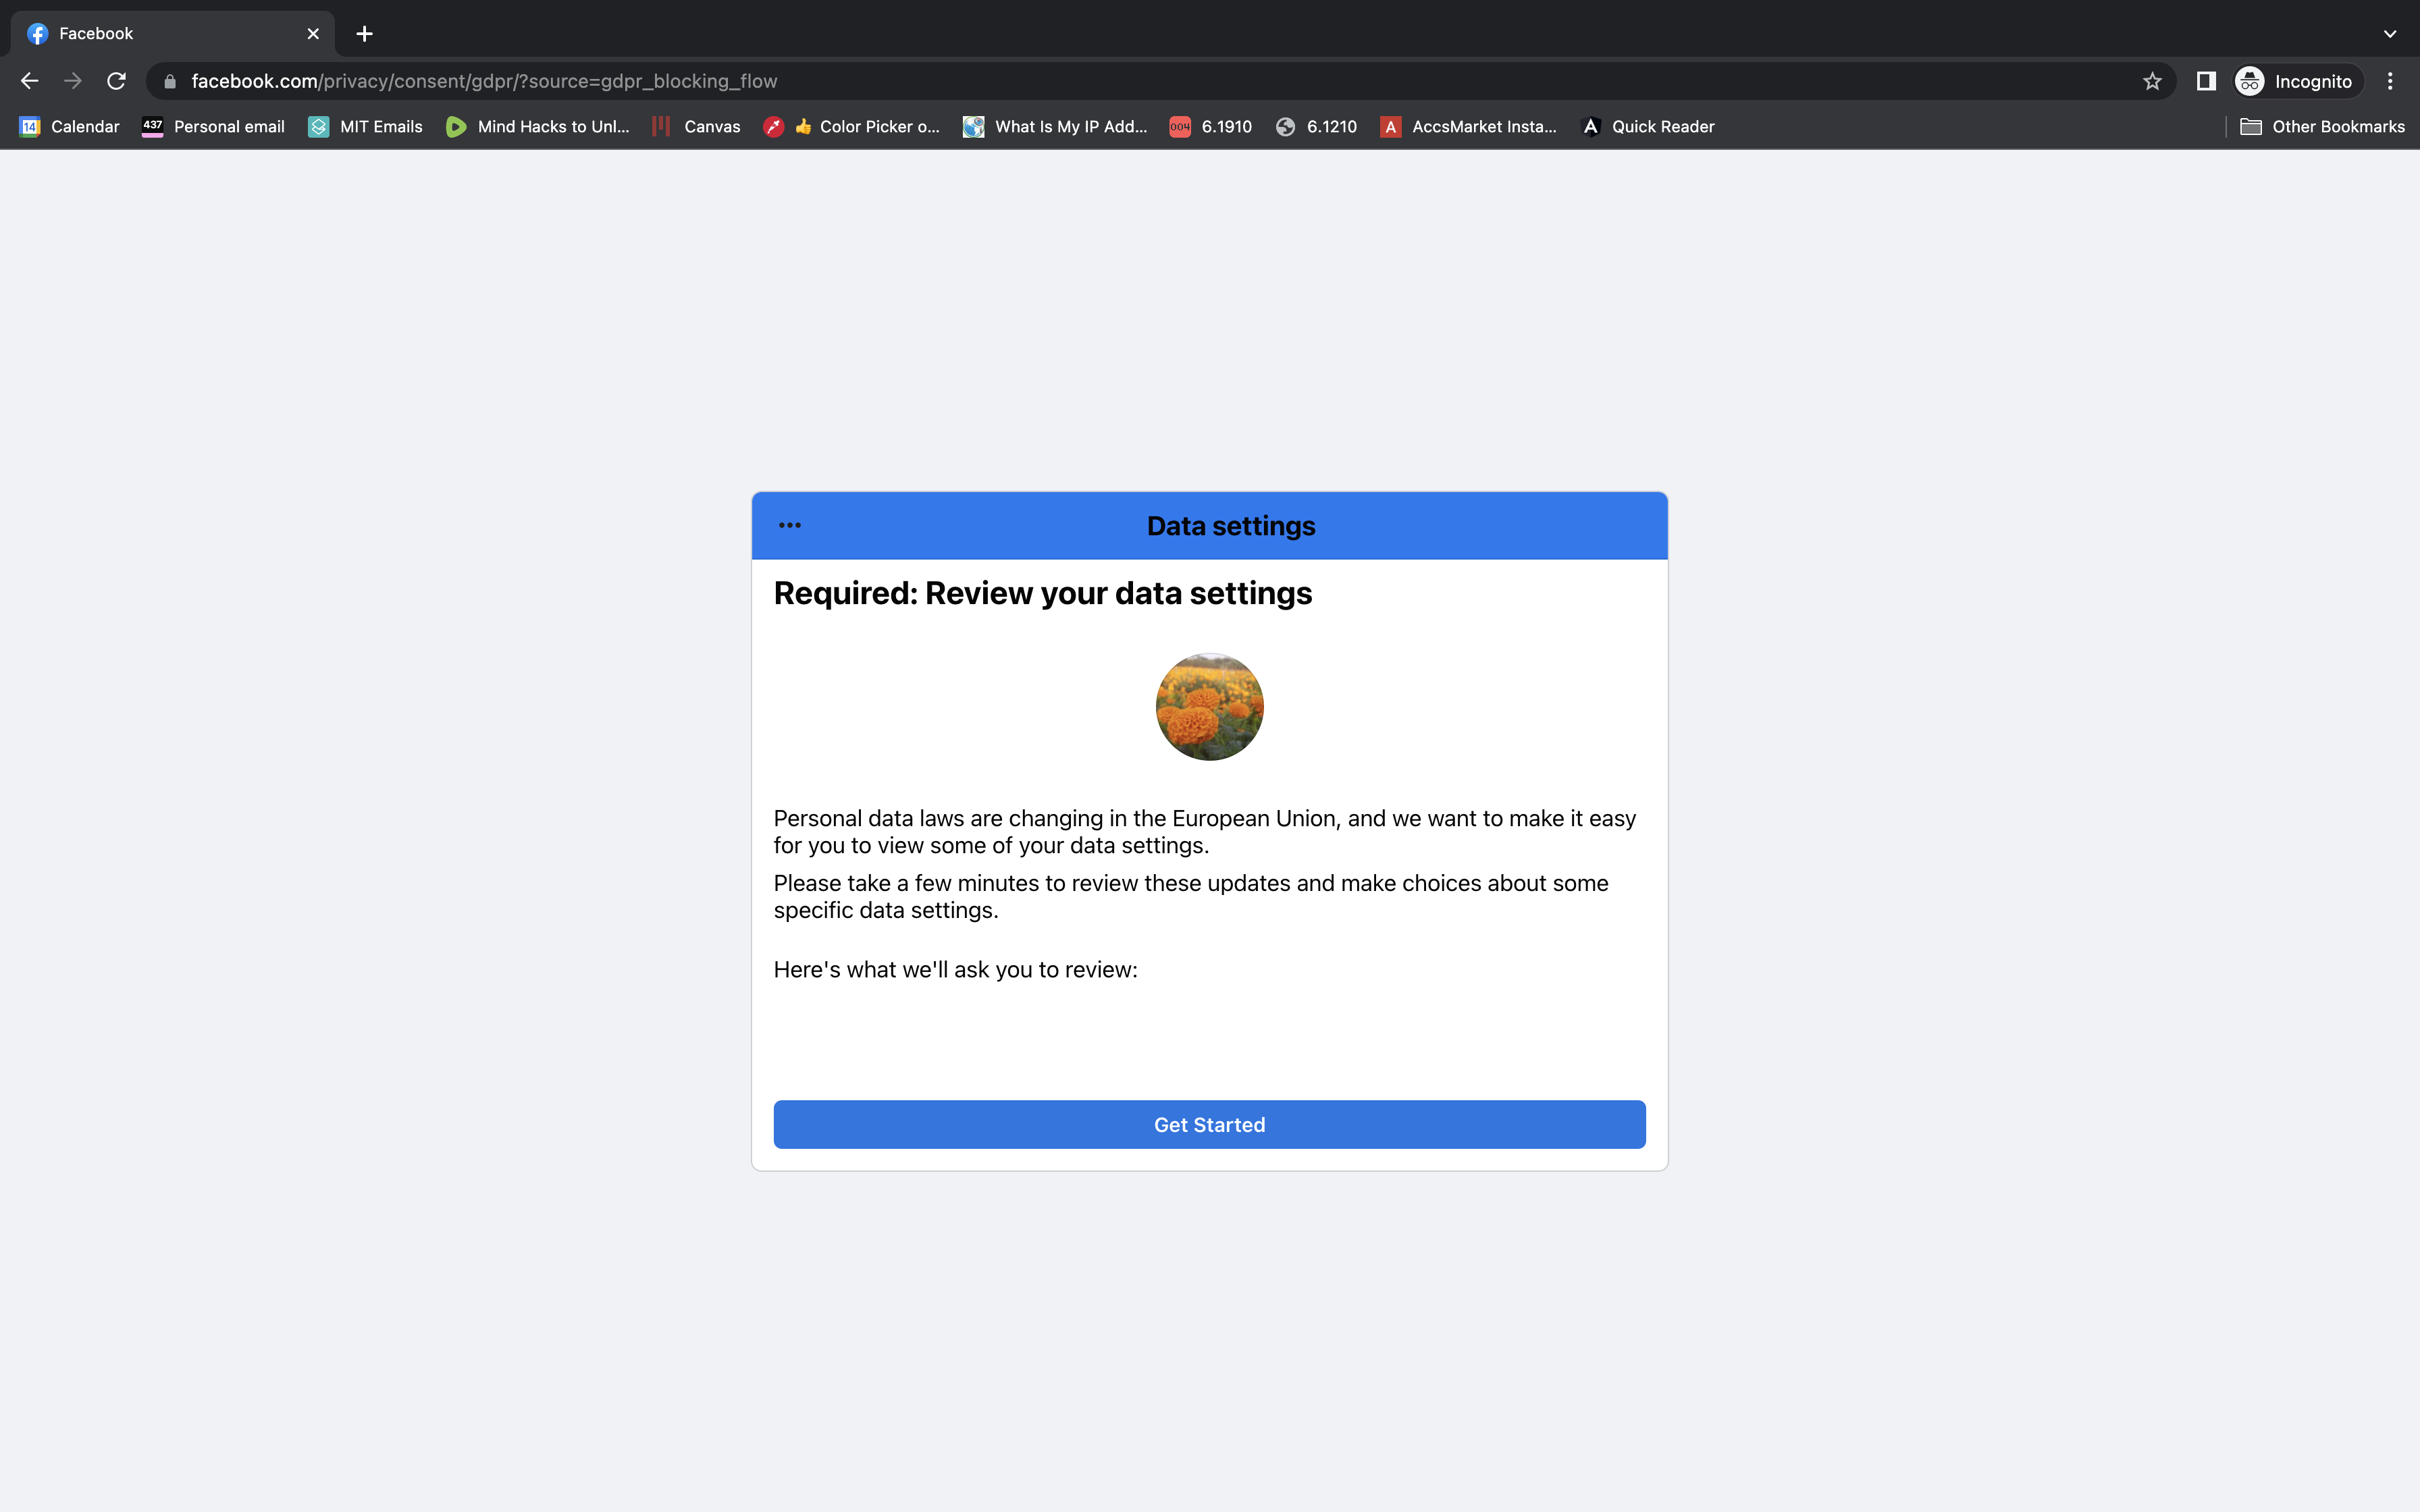 Facebook
facebook.com/privacy/consent/gdpr/?source=gdpr_blocking_flow
Incognito
14 Calendar
437 Personal email
MIT Emails
Mind Hacks to Unl...
Canvas
👍 Color Picker o...
What Is My IP Add...
004 6.1910
6.1210
A AccsMarket Insta...
A Quick Reader
Other Bookmarks
Data settings
Required: Review your data settings
Personal data laws are changing in the European Union, and we want to make it easy
for you to view some of your data settings.
Please take a few minutes to review these updates and make choices about some
specific data settings.
Here's what we'll ask you to review:
Get Started